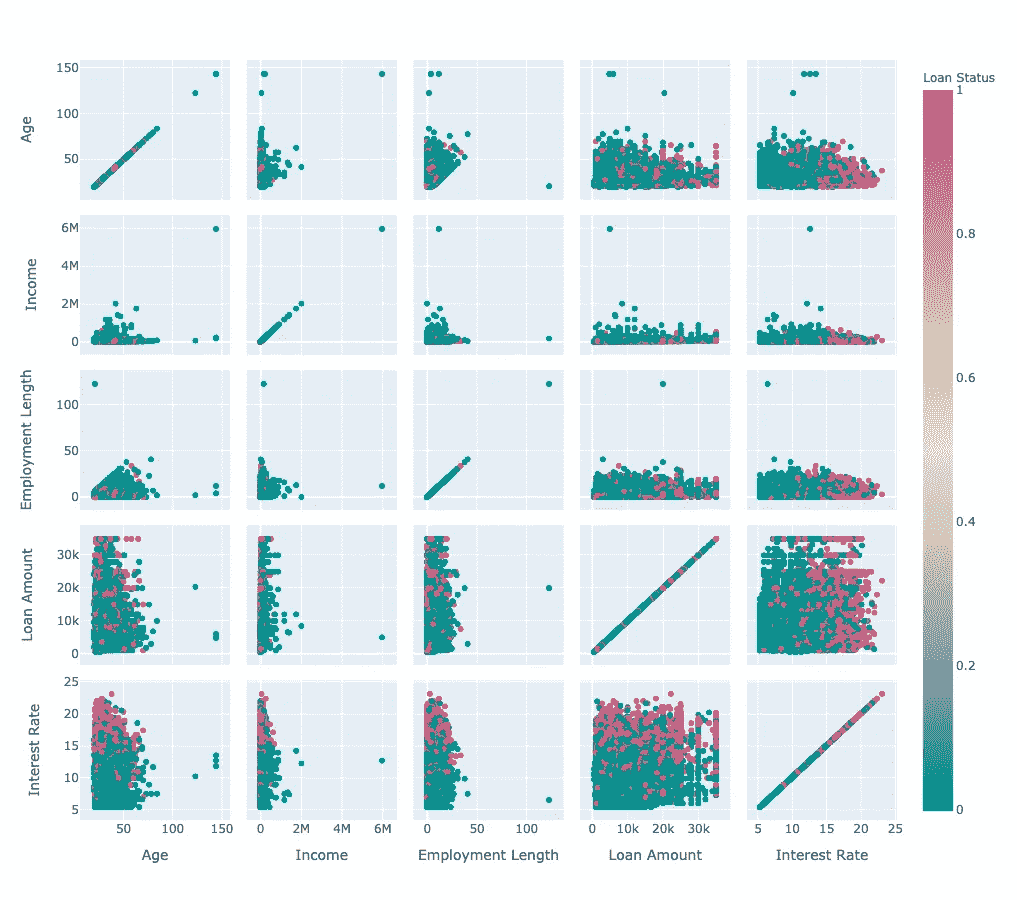 Loan Status
1
0.8
0.6
0.4
0.2
0
Age
150
100
50
Income
6M
4M
2M
0
Employment Length
100
50
0
Loan Amount
30k
20k
10k
0
Interest Rate
25
20
15
10
5
50 100 150 0 2M 4M 6M 0 50 100 0 10k 20k 30k 5 10 15 20 25
Age Income Employment Length Loan Amount Interest Rate